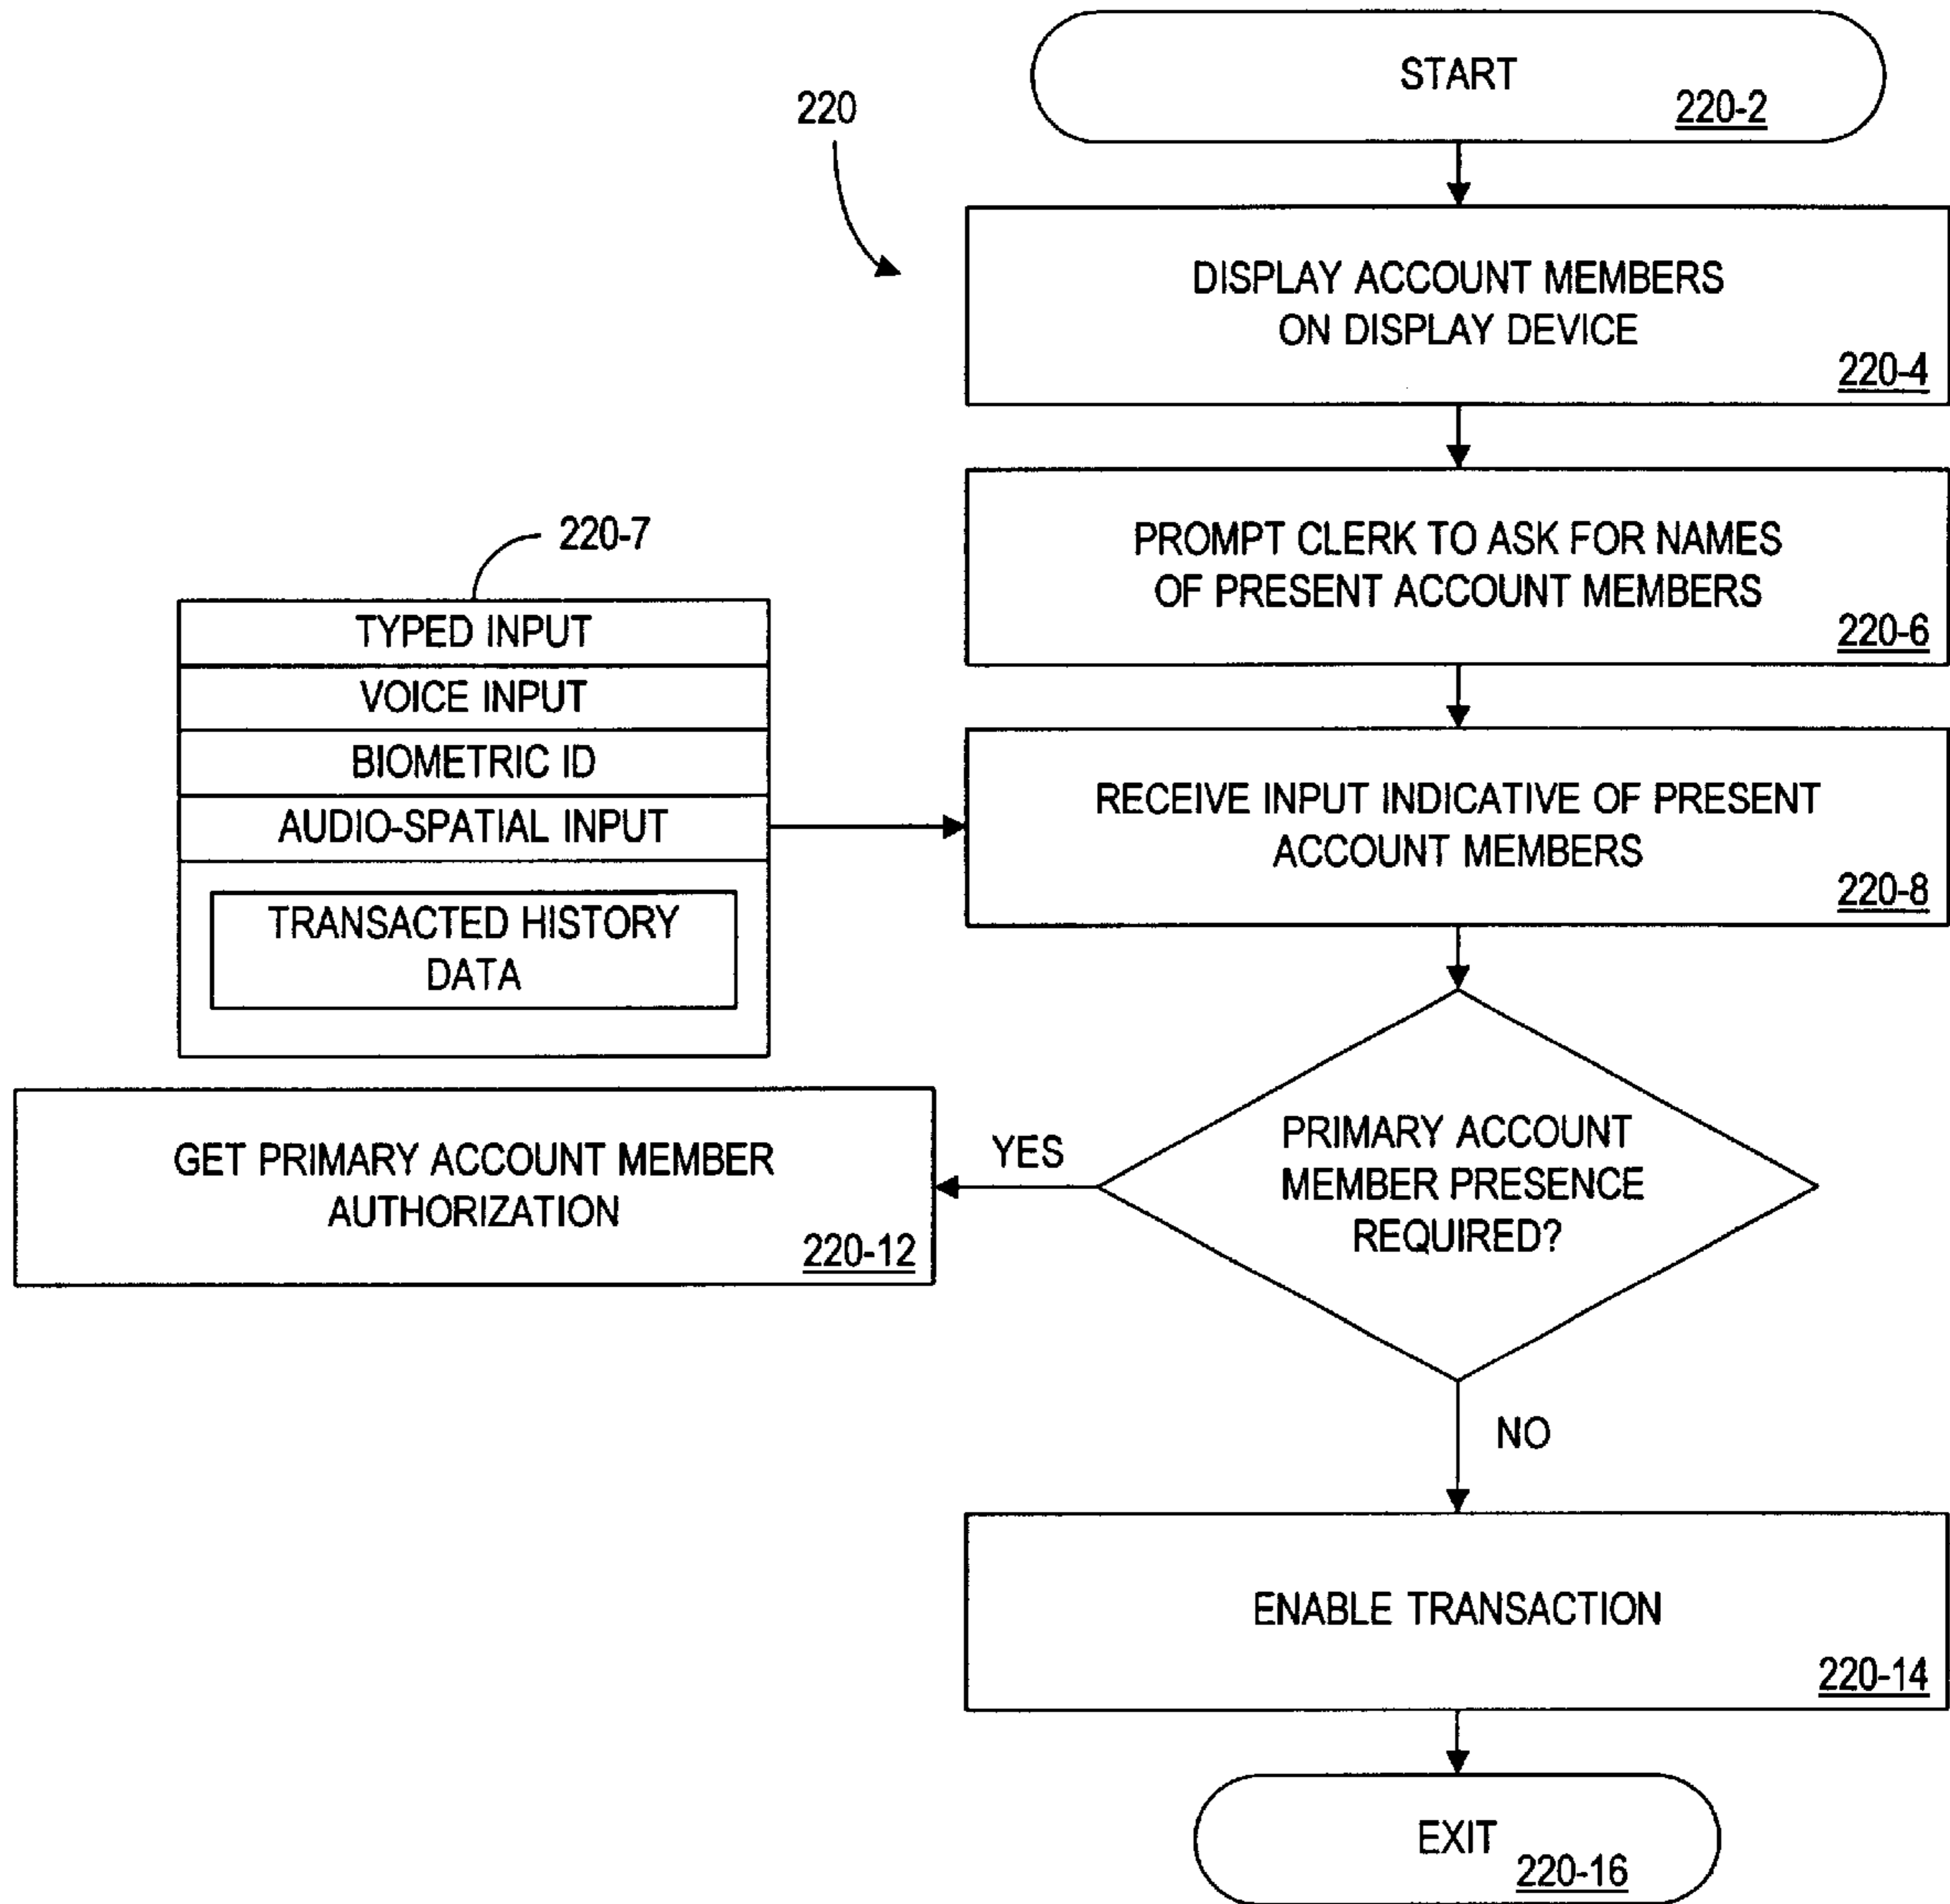 START
220-2
220
DISPLAY ACCOUNT MEMBERS
ON DISPLAY DEVICE
220-4
PROMPT CLERK TO ASK FOR NAMES
OF PRESENT ACCOUNT MEMBERS
220-6
220-7
TYPED INPUT
VOICE INPUT
BIOMETRIC ID
AUDIO-SPATIAL INPUT
TRANSACTED HISTORY
DATA
RECEIVE INPUT INDICATIVE OF PRESENT
ACCOUNT MEMBERS
220-8
PRIMARY ACCOUNT
MEMBER PRESENCE
REQUIRED?
YES
GET PRIMARY ACCOUNT MEMBER
AUTHORIZATION
220-12
NO
ENABLE TRANSACTION
220-14
EXIT
220-16